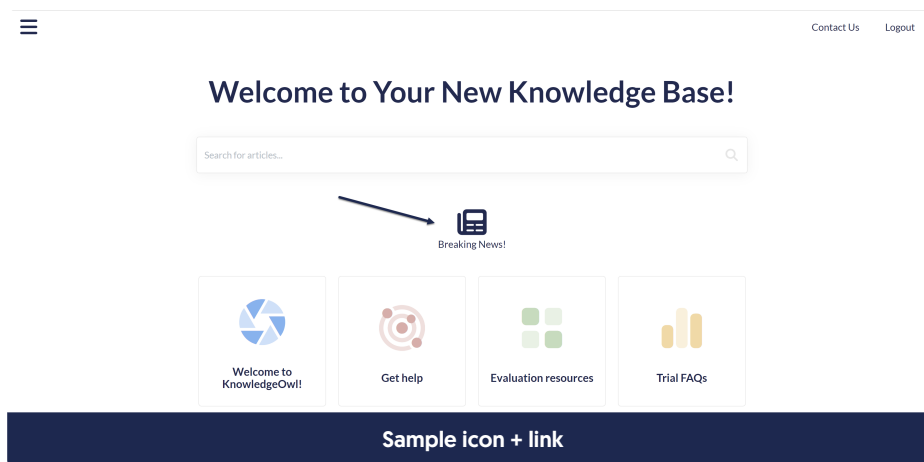 Contact Us Logout
Welcome to Your New Knowledge Base!
Search for articles...
Breaking News!
Welcome to
KnowledgeOwl!
Get help
Evaluation resources
Trial FAQs
Sample icon + link